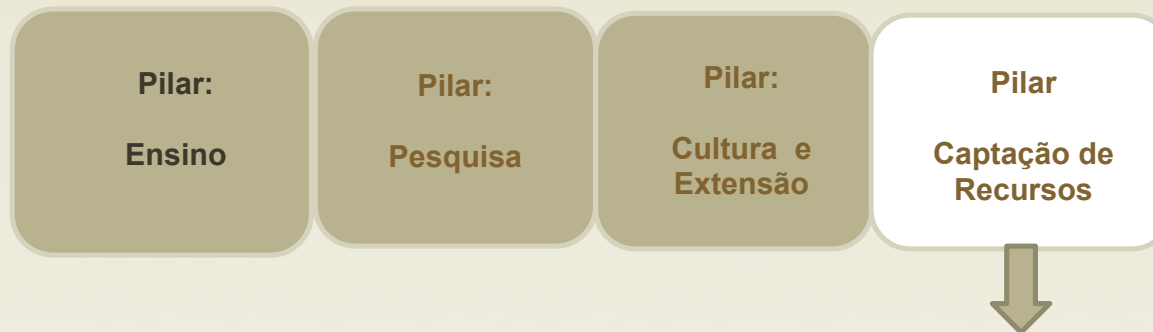 Pilar:
Ensino
Pilar:
Pesquisa
Pilar:
Cultura e
Extensão
Pilar
Captação de
Recursos